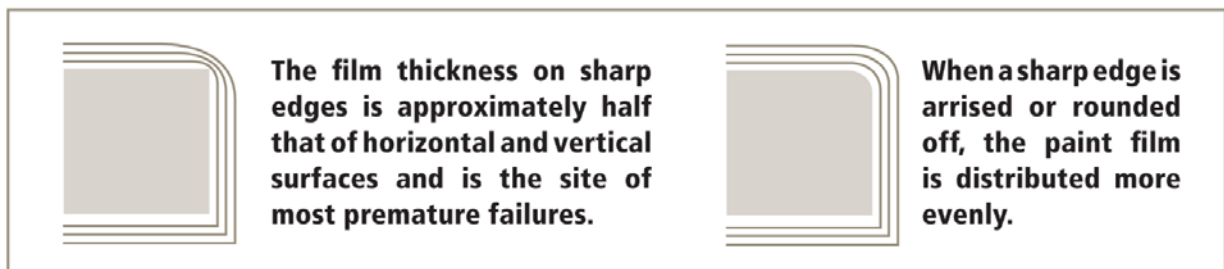 The film thickness on sharp
edges is approximately half
that of horizontal and vertical
surfaces and is the site of
most premature failures.
When a sharp edge is
arrised or rounded
off, the paint film
is distributed more
evenly.